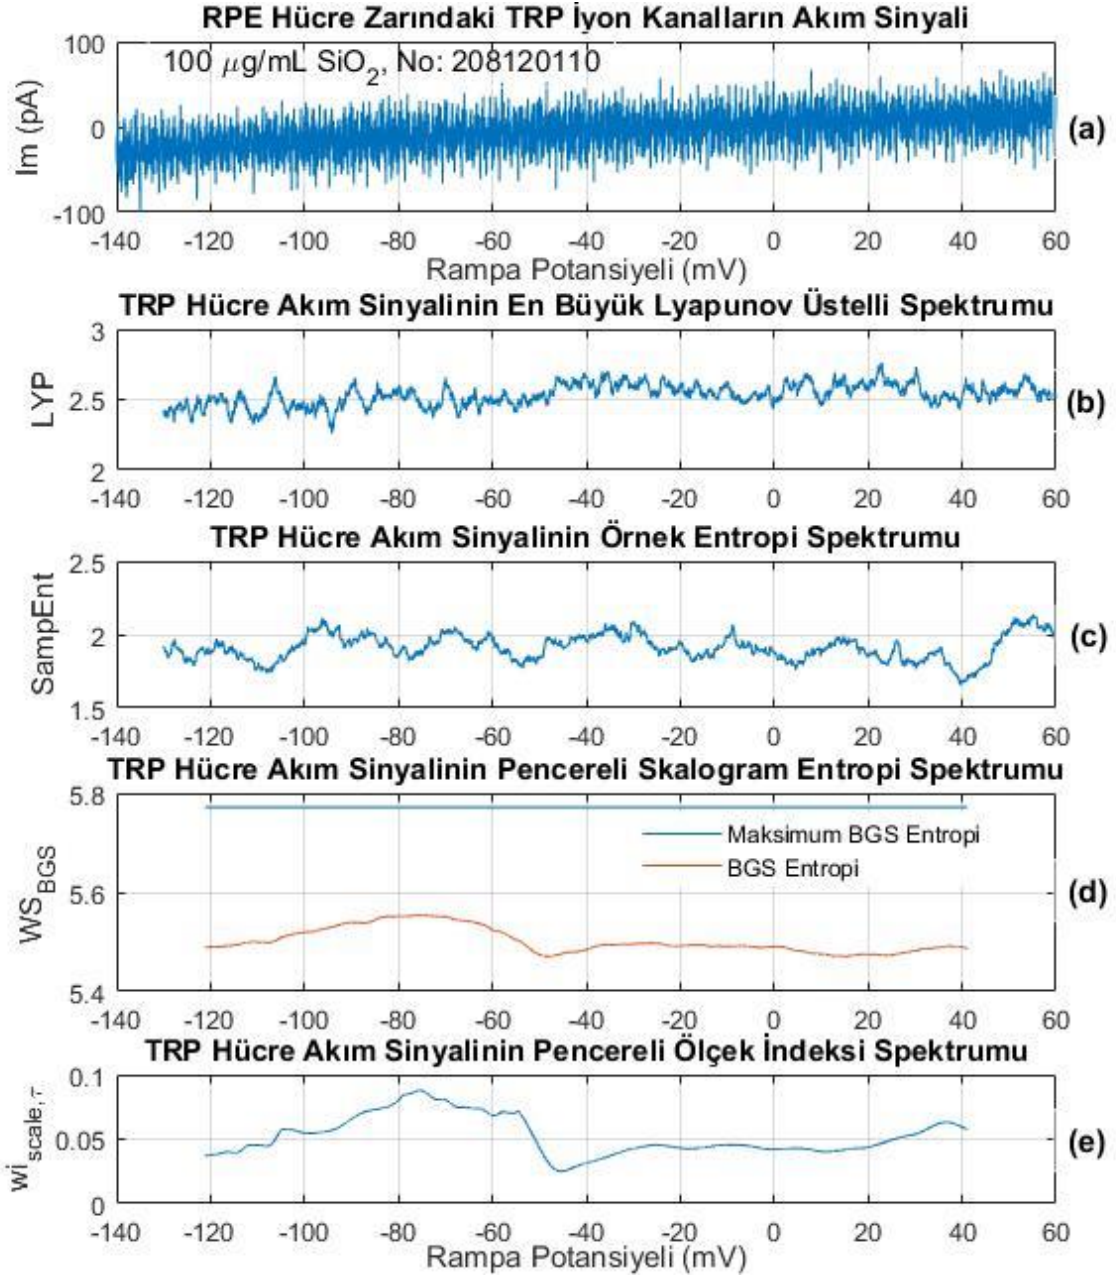 RPE Hücre Zarındaki TRP İyon Kanalların Akım Sinyali
100 μg/mL SiO2, No: 208120110
Im (pA)
100
0
-100
-140 -120 -100 -80 -60 -40 -20 0 20 40 60
Rampa Potansiyeli (mV)
(a)
TRP Hücre Akım Sinyalinin En Büyük Lyapunov Üstelli Spektrumu
LYP
3
2.5
2
-140 -120 -100 -80 -60 -40 -20 0 20 40 60
(b)
TRP Hücre Akım Sinyalinin Örnek Entropi Spektrumu
SampEnt
2.5
2
1.5
-140 -120 -100 -80 -60 -40 -20 0 20 40 60
(c)
TRP Hücre Akım Sinyalinin Pencereli Skalogram Entropi Spektrumu
WS_BGS
5.8
5.6
5.4
Maksimum BGS Entropi
BGS Entropi
-140 -120 -100 -80 -60 -40 -20 0 20 40 60
(d)
TRP Hücre Akım Sinyalinin Pencereli Ölçek İndeksi Spektrumu
wi_scale,τ
0.1
0.05
0
-140 -120 -100 -80 -60 -40 -20 0 20 40 60
Rampa Potansiyeli (mV)
(e)